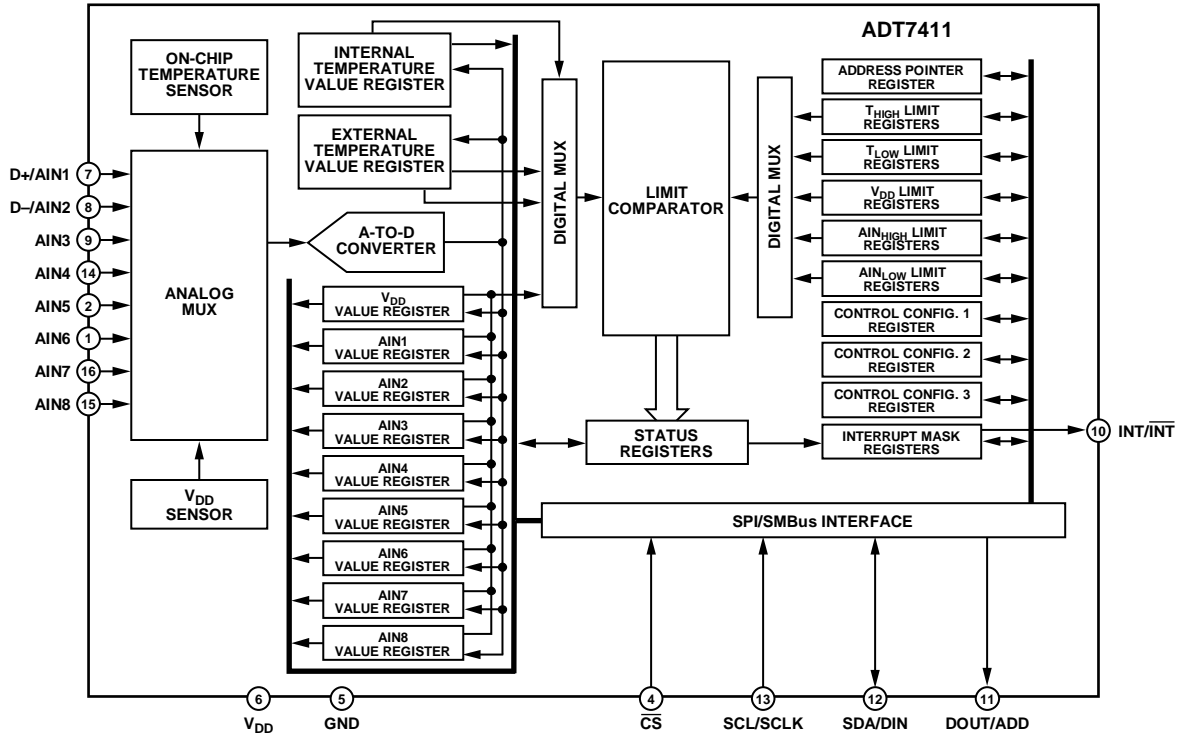 ADT7411
ON-CHIP
TEMPERATURE
SENSOR
INTERNAL
TEMPERATURE
VALUE REGISTER
EXTERNAL
TEMPERATURE
VALUE REGISTER
D+/AIN1
7
D–/AIN2
8
AIN3
9
AIN4
14
AIN5
2
AIN6
1
AIN7
16
AIN8
15
ANALOG
MUX
A-TO-D
CONVERTER
VDD
SENSOR
VDD
VALUE REGISTER
AIN1
VALUE REGISTER
AIN2
VALUE REGISTER
AIN3
VALUE REGISTER
AIN4
VALUE REGISTER
AIN5
VALUE REGISTER
AIN6
VALUE REGISTER
AIN7
VALUE REGISTER
AIN8
VALUE REGISTER
DIGITAL MUX
LIMIT
COMPARATOR
DIGITAL MUX
ADDRESS POINTER
REGISTER
THIGH LIMIT
REGISTERS
TLOW LIMIT
REGISTERS
VDD LIMIT
REGISTERS
AINHIGH LIMIT
REGISTERS
AINLOW LIMIT
REGISTERS
CONTROL CONFIG. 1
REGISTER
CONTROL CONFIG. 2
REGISTER
CONTROL CONFIG. 3
REGISTER
INTERRUPT MASK
REGISTERS
STATUS
REGISTERS
10
INT/INT
SPI/SMBus INTERFACE
6
VDD
5
GND
4
CS
13
SCL/SCLK
12
SDA/DIN
11
DOUT/ADD